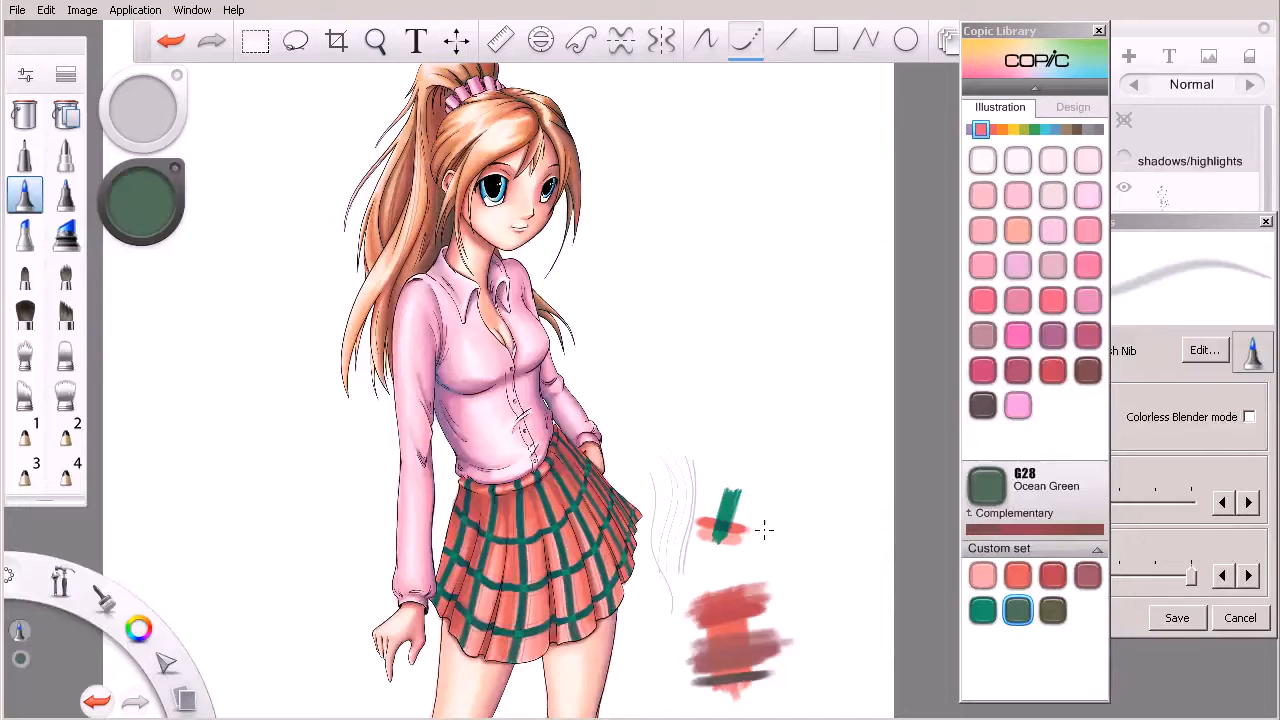 File Edit Image Application Window Help
Copic Library
COPIC
Illustration Design
Normal
shadows/highlights
1 2
3 4
Nib
Edit...
Colorless Blender mode
G28
Ocean Green
Complementary
Custom set
Save Cancel